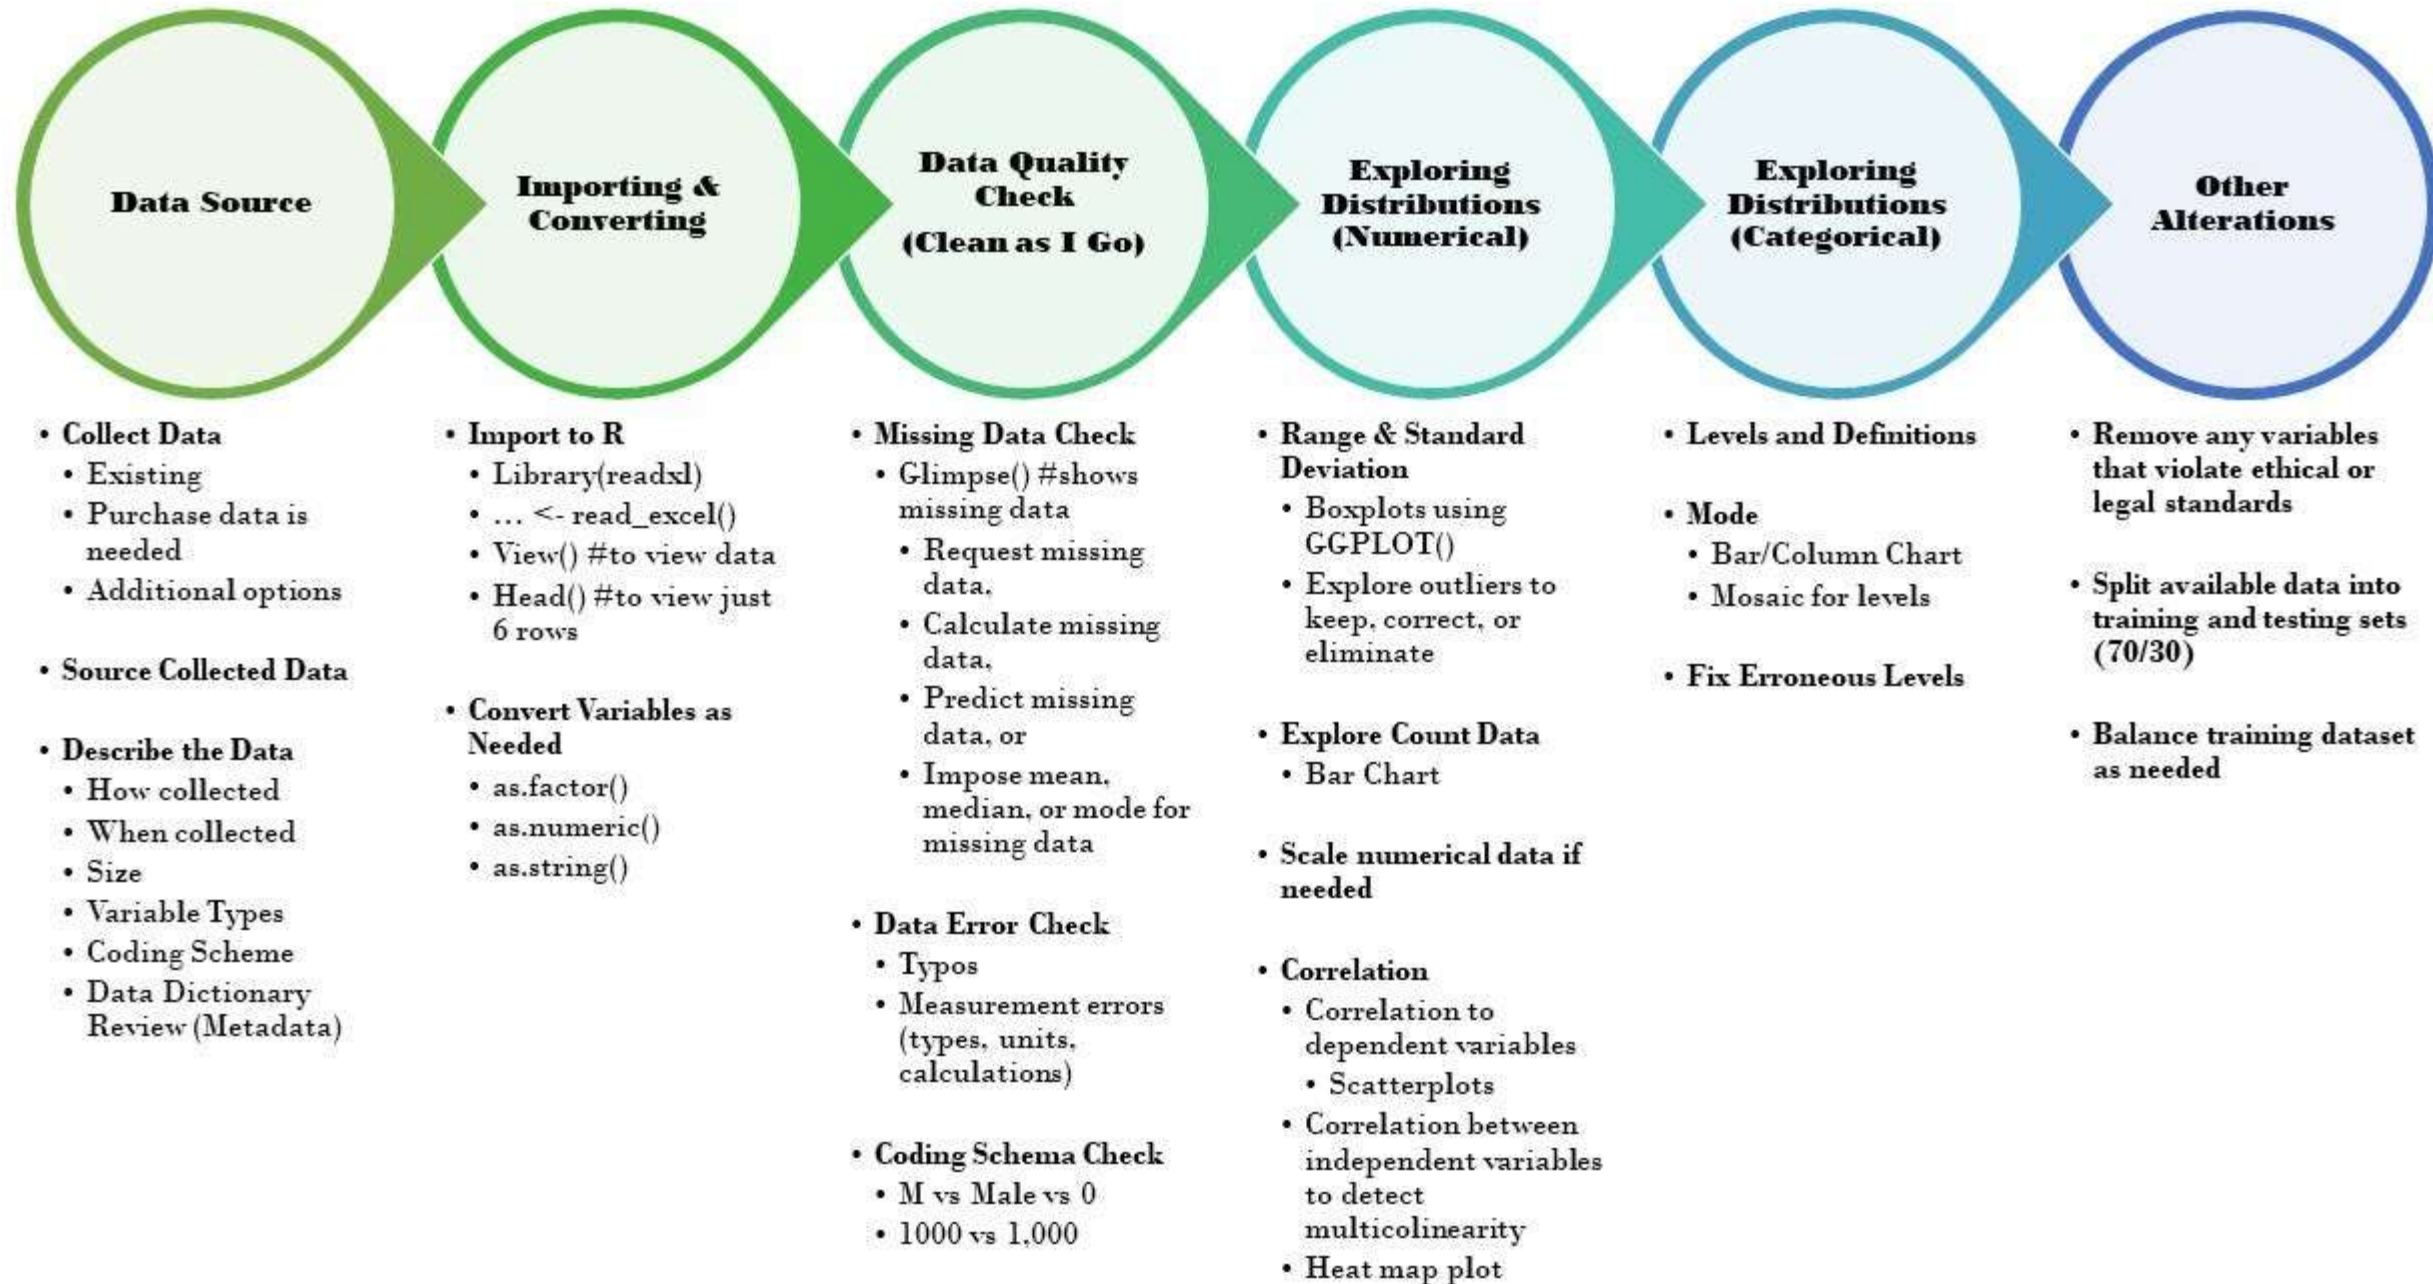 Data Source
Importing &
Converting
Data Quality
Check
(Clean as I Go)
Exploring
Distributions
(Numerical)
Exploring
Distributions
(Categorical)
Other
Alterations
• Collect Data
• Existing
• Purchase data is
needed
• Additional options
• Source Collected Data
• Describe the Data
• How collected
• When collected
• Size
• Variable Types
• Coding Scheme
• Data Dictionary
Review (Metadata)
• Import to R
• Library(readxl)
• ... <- read_excel()
• View() #to view data
• Head() #to view just
6 rows
• Convert Variables as
Needed
• as.factor()
• as.numeric()
• as.string()
• Missing Data Check
• Glimpse() #shows
missing data
• Request missing
data,
• Calculate missing
data,
• Predict missing
data, or
• Impose mean,
median, or mode for
missing data
• Data Error Check
• Typos
• Measurement errors
(types, units,
calculations)
• Coding Schema Check
• M vs Male vs 0
• 1000 vs 1,000
• Range & Standard
Deviation
• Boxplots using
GGPLOT()
• Explore outliers to
keep, correct, or
eliminate
• Explore Count Data
• Bar Chart
• Scale numerical data if
needed
• Correlation
• Correlation to
dependent variables
• Scatterplots
• Correlation between
independent variables
to detect
multicolinearity
• Heat map plot
• Levels and Definitions
• Mode
• Bar/Column Chart
• Mosaic for levels
• Fix Erroneous Levels
• Remove any variables
that violate ethical or
legal standards
• Split available data into
training and testing sets
(70/30)
• Balance training dataset
as needed